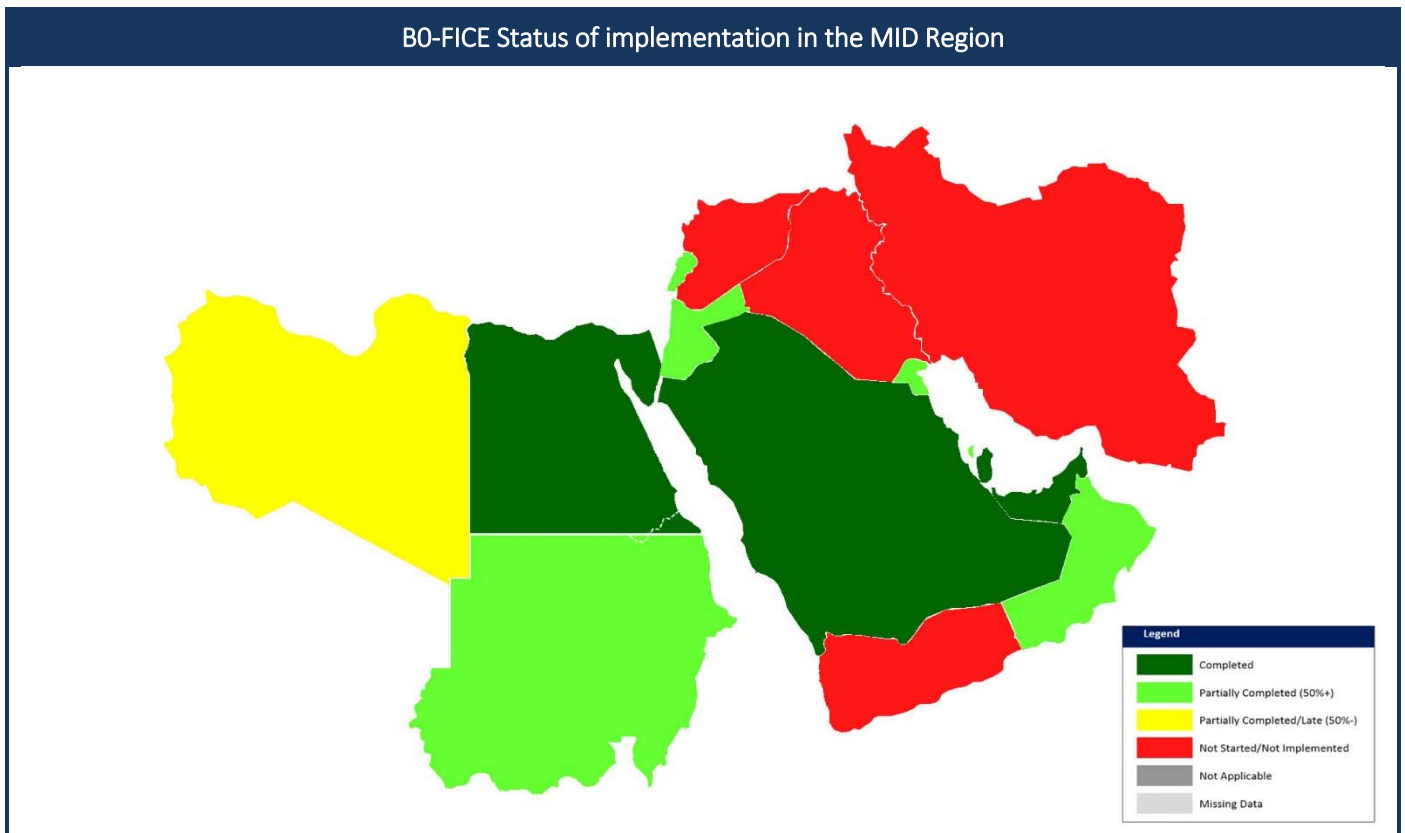 B0-FICE Status of implementation in the MID Region
Legend
Completed
Partially Completed (50%+)
Partially Completed/Late (50%-)
Not Started/Not Implemented
Not Applicable
Missing Data